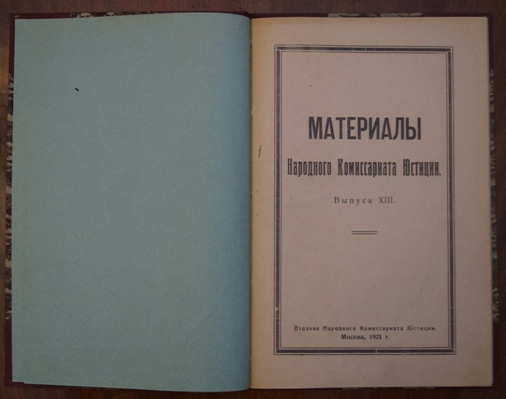 МАТЕРИАЛЫ
Народного Комиссариата Юстиции.
Выпуск XIII.
Издание Народного Комиссариата Юстиции.
Москва, 1921 г.